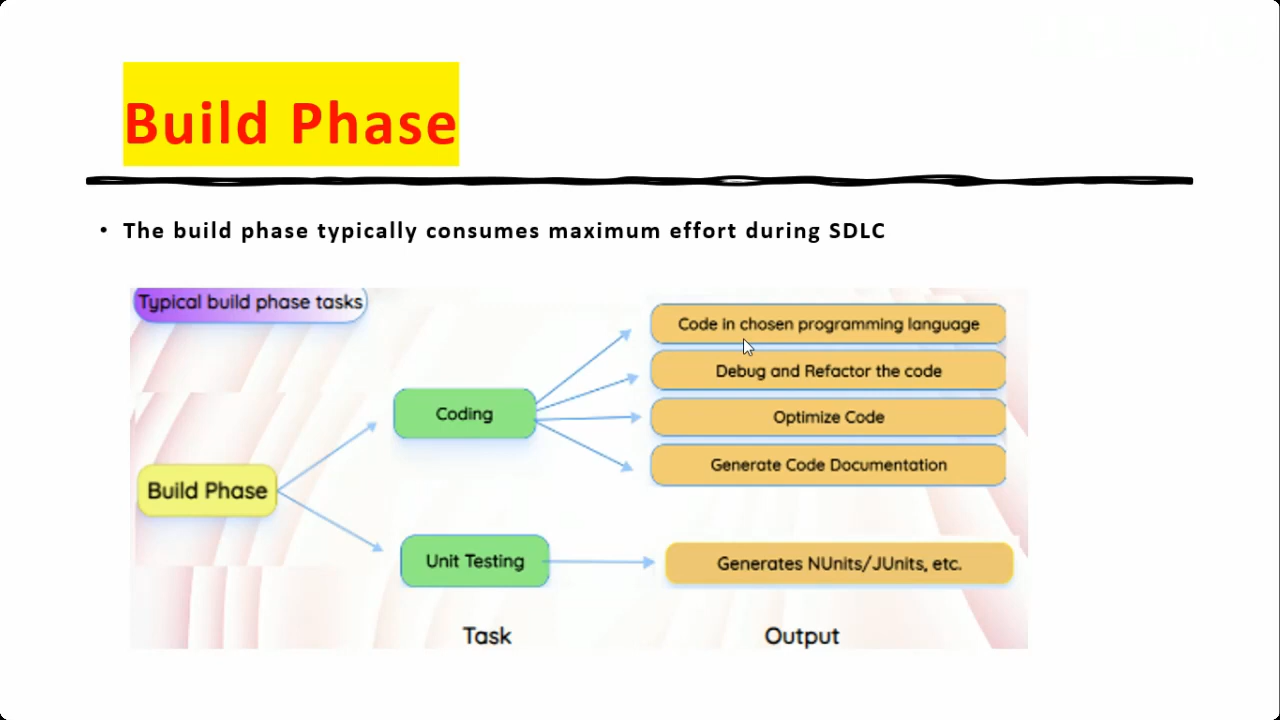 Build Phase
• The build phase typically consumes maximum effort during SDLC
Typical build phase tasks
Code in chosen programming language
Debug and Refactor the code
Coding
Optimize Code
Generate Code Documentation
Build Phase
Unit Testing
Generates NUnits/JUnits, etc.
Task
Output